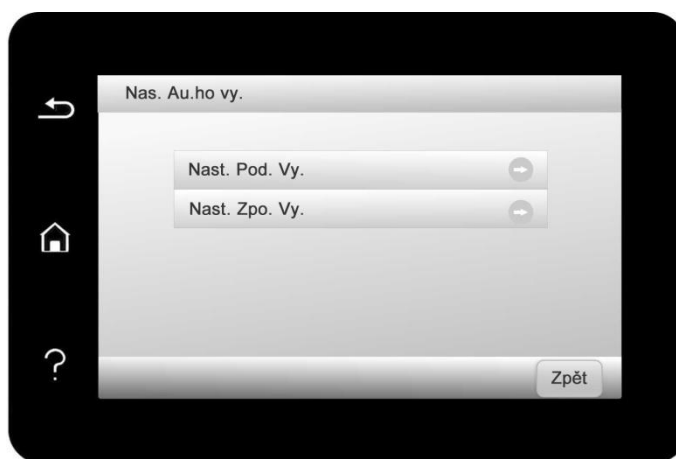 Nas. Au.ho vy.
Nast. Pod. Vy.
Nast. Zpo. Vy.
Zpět